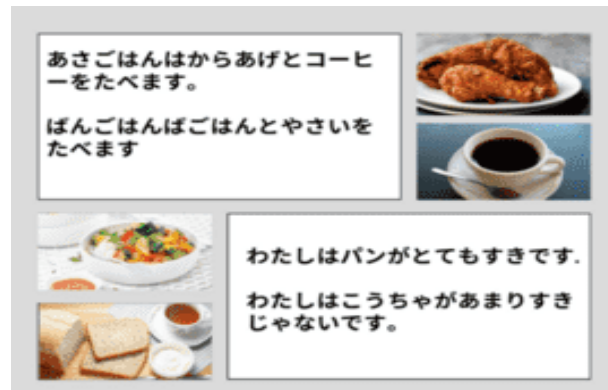 あさごはんはからあげとコーヒ
ーをたべます。
ばんごはんばごはんとやさいを
たべます
わたしはパンがとてもすきです.
わたしはこうちゃがあまりすき
じゃないです。